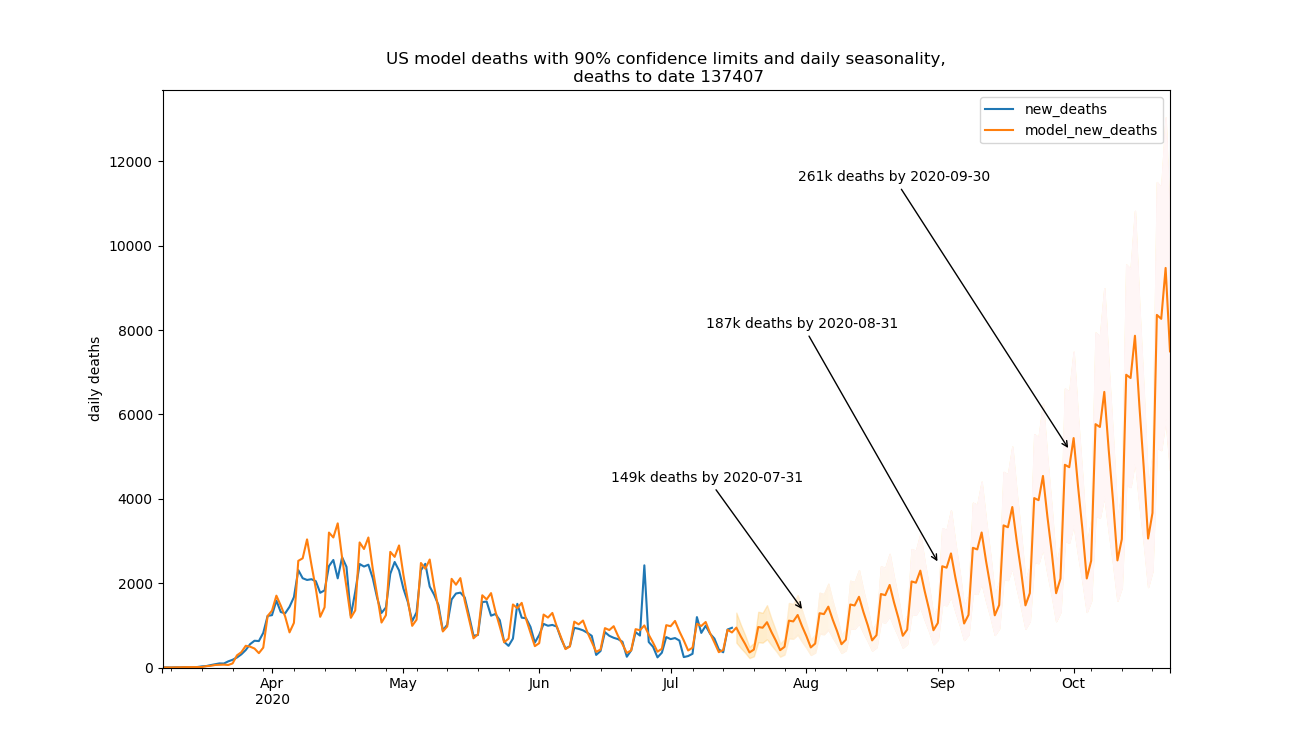 US model deaths with 90% confidence limits and daily seasonality,
deaths to date 137407
new_deaths
model_new_deaths
12000
261k deaths by 2020-09-30
10000
8000
187k deaths by 2020-08-31
daily deaths
6000
149k deaths by 2020-07-31
4000
2000
0
Apr
2020
May
Jun
Jul
Aug
Sep
Oct